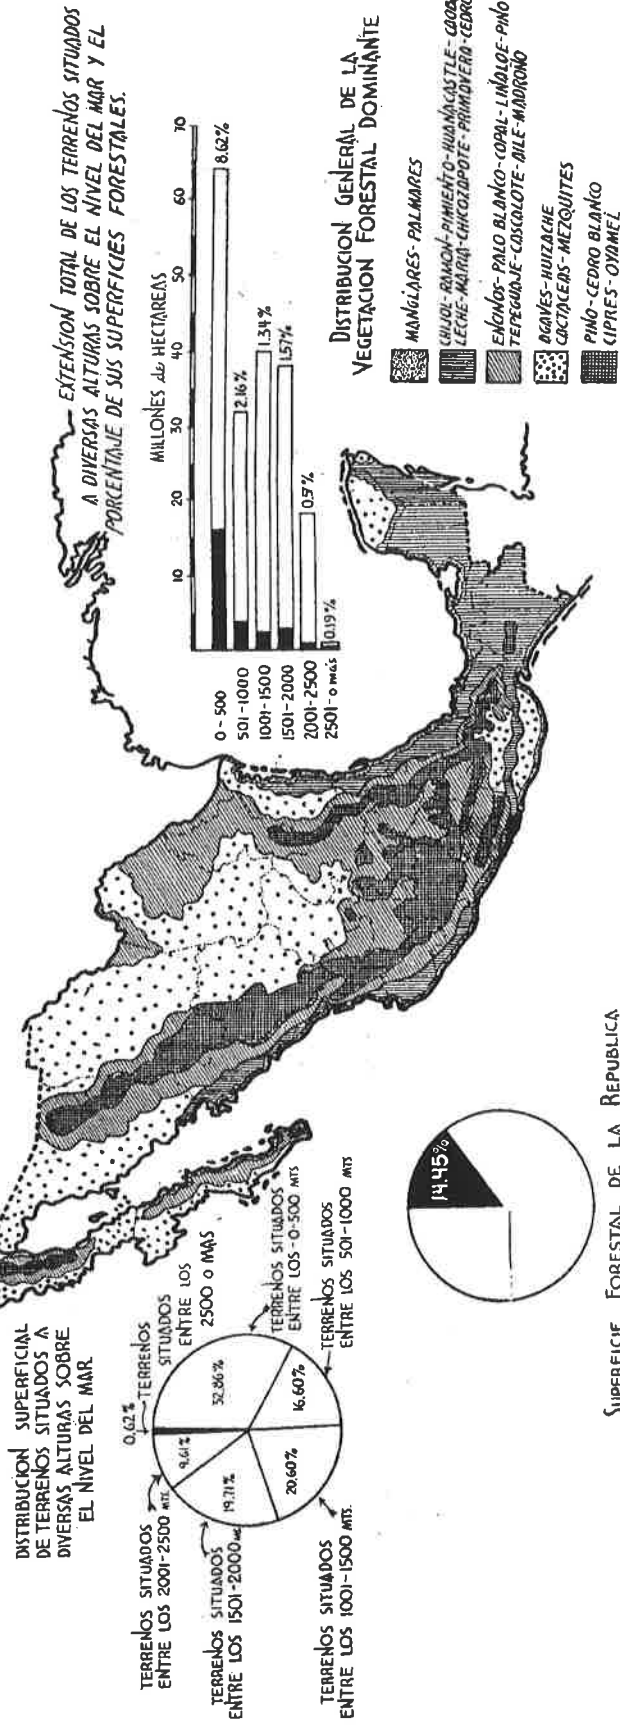 DISTRIBUCION SUPERFICIAL
DE TERRENOS SITUADOS A
DIVERSAS ALTURAS SOBRE
EL NIVEL DEL MAR
0.62%
TERRENOS
SITUADOS
ENTRE LOS
2500 o MAS
TERRENOS SITUADOS
ENTRE LOS -0-500 MTS
TERRENOS SITUADOS
ENTRE LOS 501-1000 MTS
TERRENOS SITUADOS
ENTRE LOS 1001-1500 MTS.
TERRENOS SITUADOS
ENTRE LOS 1501-2000
TERRENOS SITUADOS
ENTRE LOS 2001-2500 MTS.
9.61%
32.86%
16.60%
20.60%
19.71%
14.45%
SUPERFICIE FORESTAL DE LA REPUBLICA
EXTENSION TOTAL DE LOS TERRENOS SITUADOS
A DIVERSAS ALTURAS SOBRE EL NIVEL DEL MAR Y EL
PORCENTAJE DE SUS SUPERFICIES FORESTALES.
MILLONES de HECTAREAS
10 20 30 40 50 60 70
0-500 8.62%
501-1000 2.16%
1001-1500 1.34%
1501-2000 1.57%
2001-2500
2501-o más 0.19%
DISTRIBUCION GENERAL DE LA
VEGETACION FORESTAL DOMINANTE
MANGLARES-PALMARES
RAMON-PIMIENTO-HUANACASTLE-
LECHE-MARIA-CHICOZAPOTE-PRIMAVERA-CEDRO
ENCINOS-PALO BLANCO-COPAL-LINALOE-PIÑO
TEPEGUAJE-CASCALOTE-AILE-MADROÑO
AGAVES-HUIZACHE
CACTACEAS-MEZQUITES
PIÑO-CEDRO BLANCO
CIPRES-OYAMEL